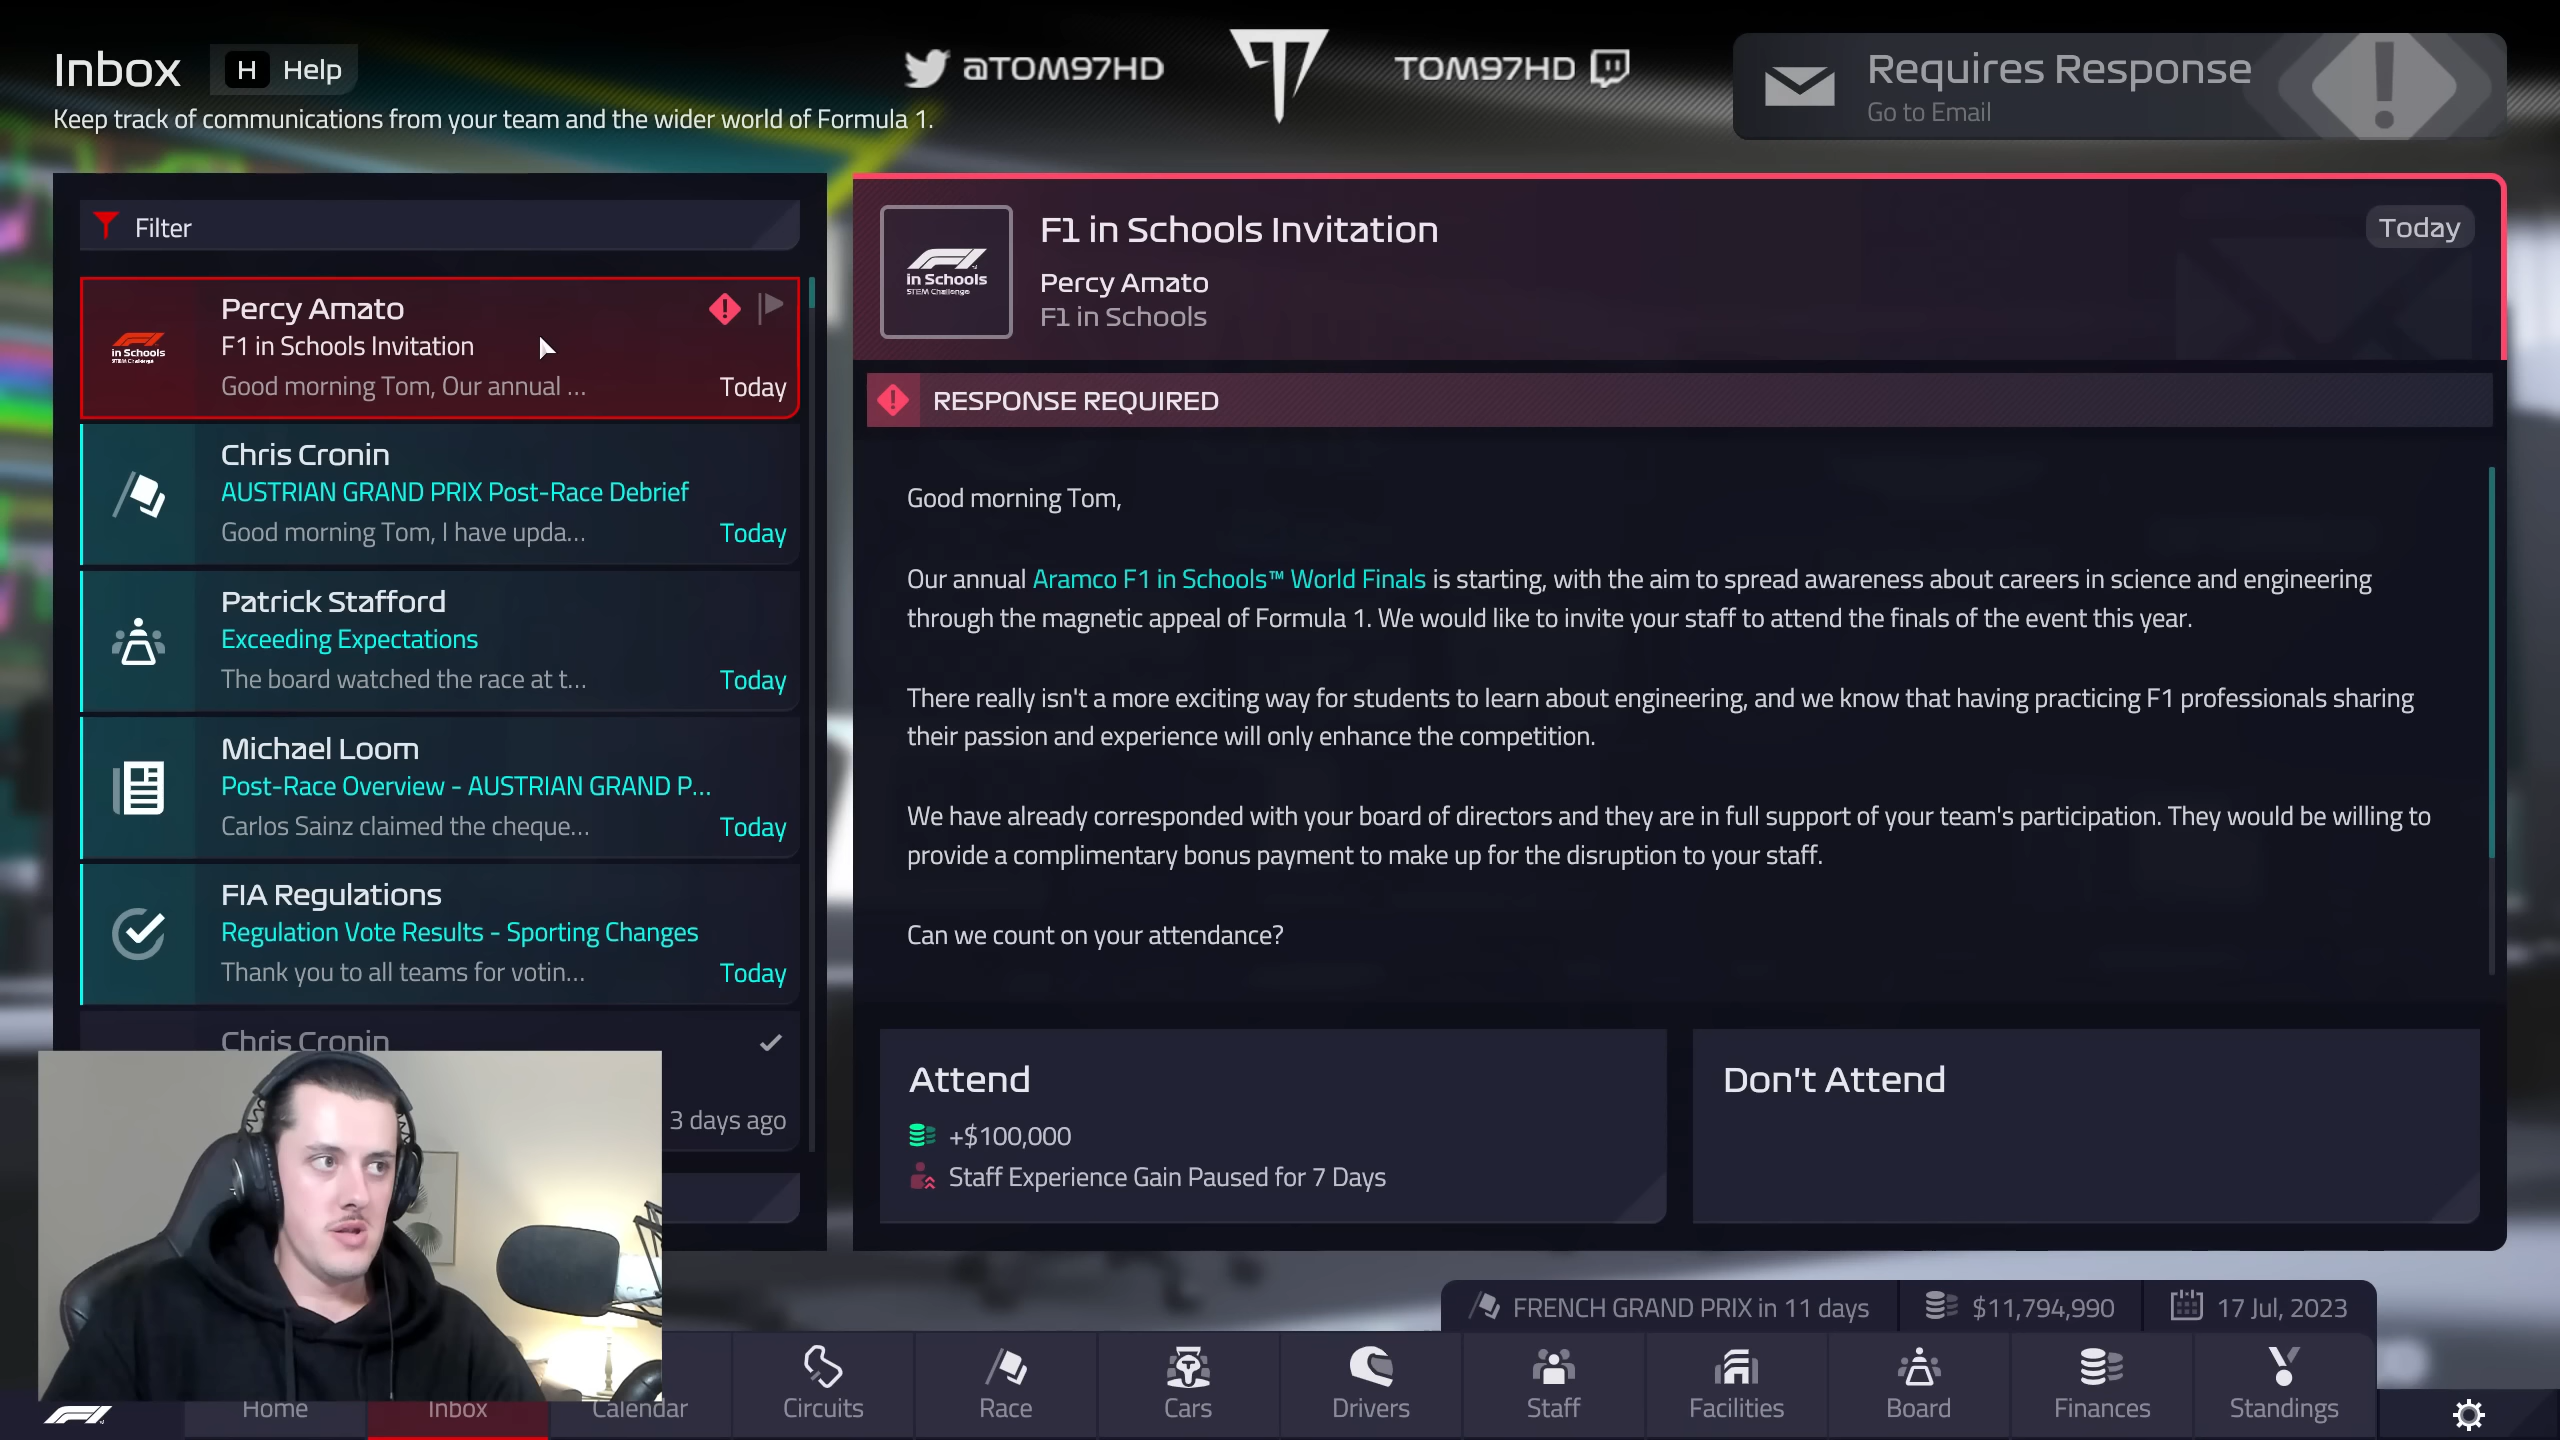 Inbox
H Help
Keep track of communications from your team and the wider world of Formula 1.
@TOM97HD
TOM97HD
Requires Response
Go to Email
Filter
Percy Amato
F1 in Schools Invitation
Good morning Tom, Our annual ...
Today
in Schools
STEM Challenge
Chris Cronin
AUSTRIAN GRAND PRIX Post-Race Debrief
Good morning Tom, I have upda...
Today
Patrick Stafford
Exceeding Expectations
The board watched the race at t...
Today
Michael Loom
Post-Race Overview - AUSTRIAN GRAND P...
Carlos Sainz claimed the cheque...
Today
FIA Regulations
Regulation Vote Results - Sporting Changes
Thank you to all teams for votin...
Today
Chris Cronin
3 days ago
in Schools
STEM Challenge
F1 in Schools Invitation
Percy Amato
F1 in Schools
Today
RESPONSE REQUIRED
Good morning Tom,
Our annual Aramco F1 in Schools™ World Finals is starting, with the aim to spread awareness about careers in science and engineering
through the magnetic appeal of Formula 1. We would like to invite your staff to attend the finals of the event this year.
There really isn't a more exciting way for students to learn about engineering, and we know that having practicing F1 professionals sharing
their passion and experience will only enhance the competition.
We have already corresponded with your board of directors and they are in full support of your team's participation. They would be willing to
provide a complimentary bonus payment to make up for the disruption to your staff.
Can we count on your attendance?
Attend
+$100,000
Staff Experience Gain Paused for 7 Days
Don't Attend
FRENCH GRAND PRIX in 11 days
$11,794,990
17 Jul, 2023
Home
Inbox
Calendar
Circuits
Race
Cars
Drivers
Staff
Facilities
Board
Finances
Standings